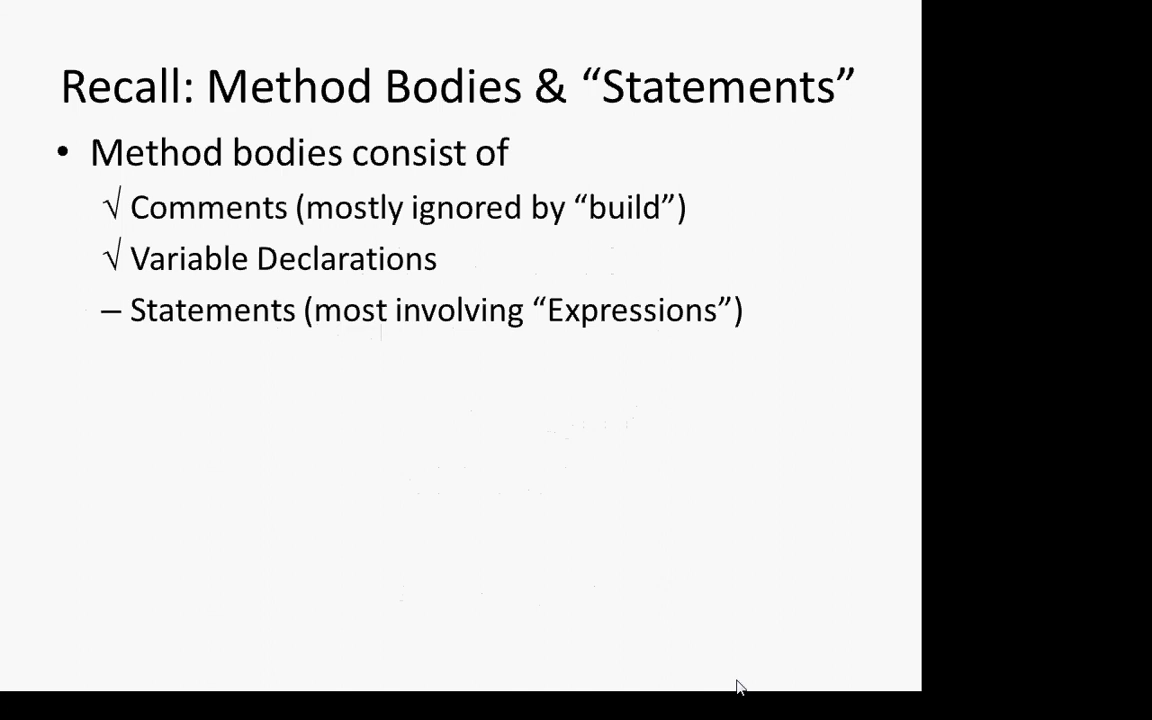 Recall: Method Bodies & “Statements”
• Method bodies consist of
√ Comments (mostly ignored by “build”)
√ Variable Declarations
– Statements (most involving “Expressions”)